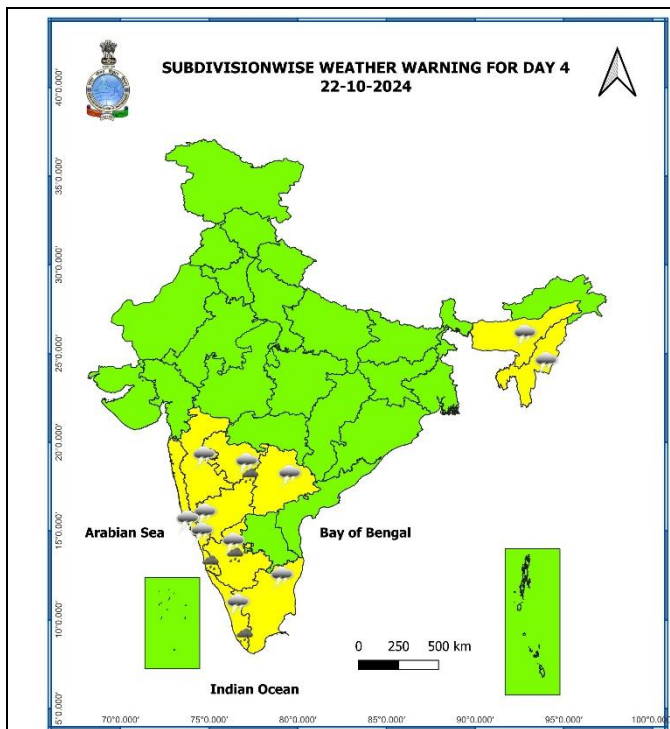 SUBDIVISIONWISE WEATHER WARNING FOR DAY 4
22-10-2024
40°0.000'
35°0.000'
30°0.000'
25°0.000'
20°0.000'
15°0.000'
10°0.000'
5°0.000'
Arabian Sea
Bay of Bengal
0 250 500 km
Indian Ocean
70°0.000' 75°0.000' 80°0.000' 85°0.000' 90°0.000' 95°0.000' 100°0.000'